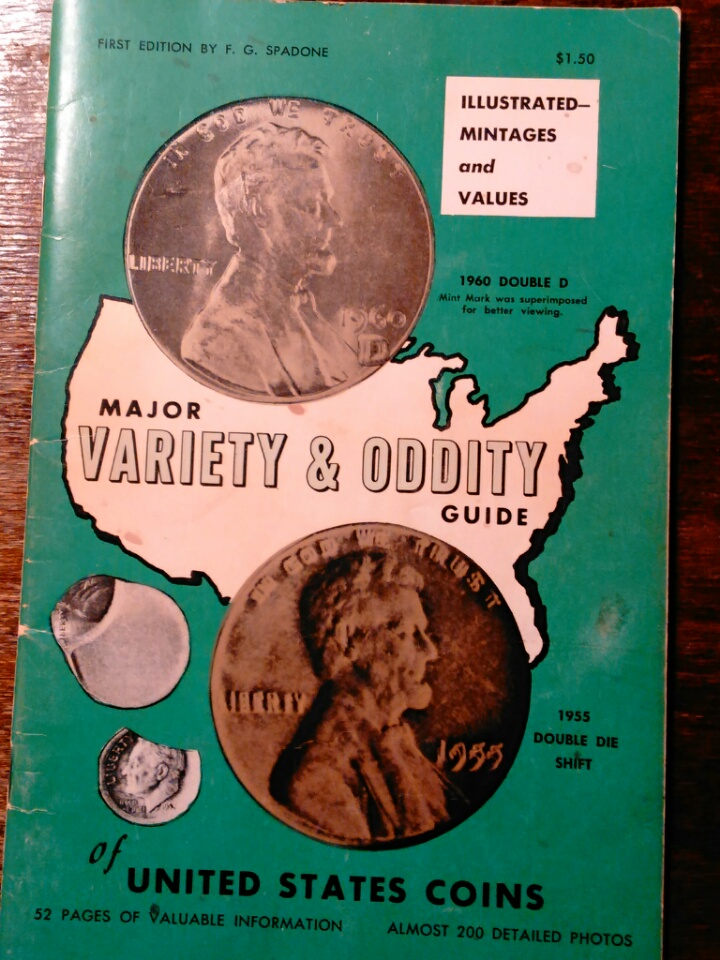 FIRST EDITION BY F. G. SPADONE
$1.50
ILLUSTRATED—
MINTAGES
and
VALUES
IN GOD WE TRUST
LIBERTY
1960
D
1960 DOUBLE D
Mint Mark was superimposed
for better viewing.
MAJOR
VARIETY & ODDITY
GUIDE
IN GOD WE TRUST
LIBERTY
1955
1955
DOUBLE DIE
SHIFT
LIBERTY
of
UNITED STATES COINS
52 PAGES OF VALUABLE INFORMATION
ALMOST 200 DETAILED PHOTOS